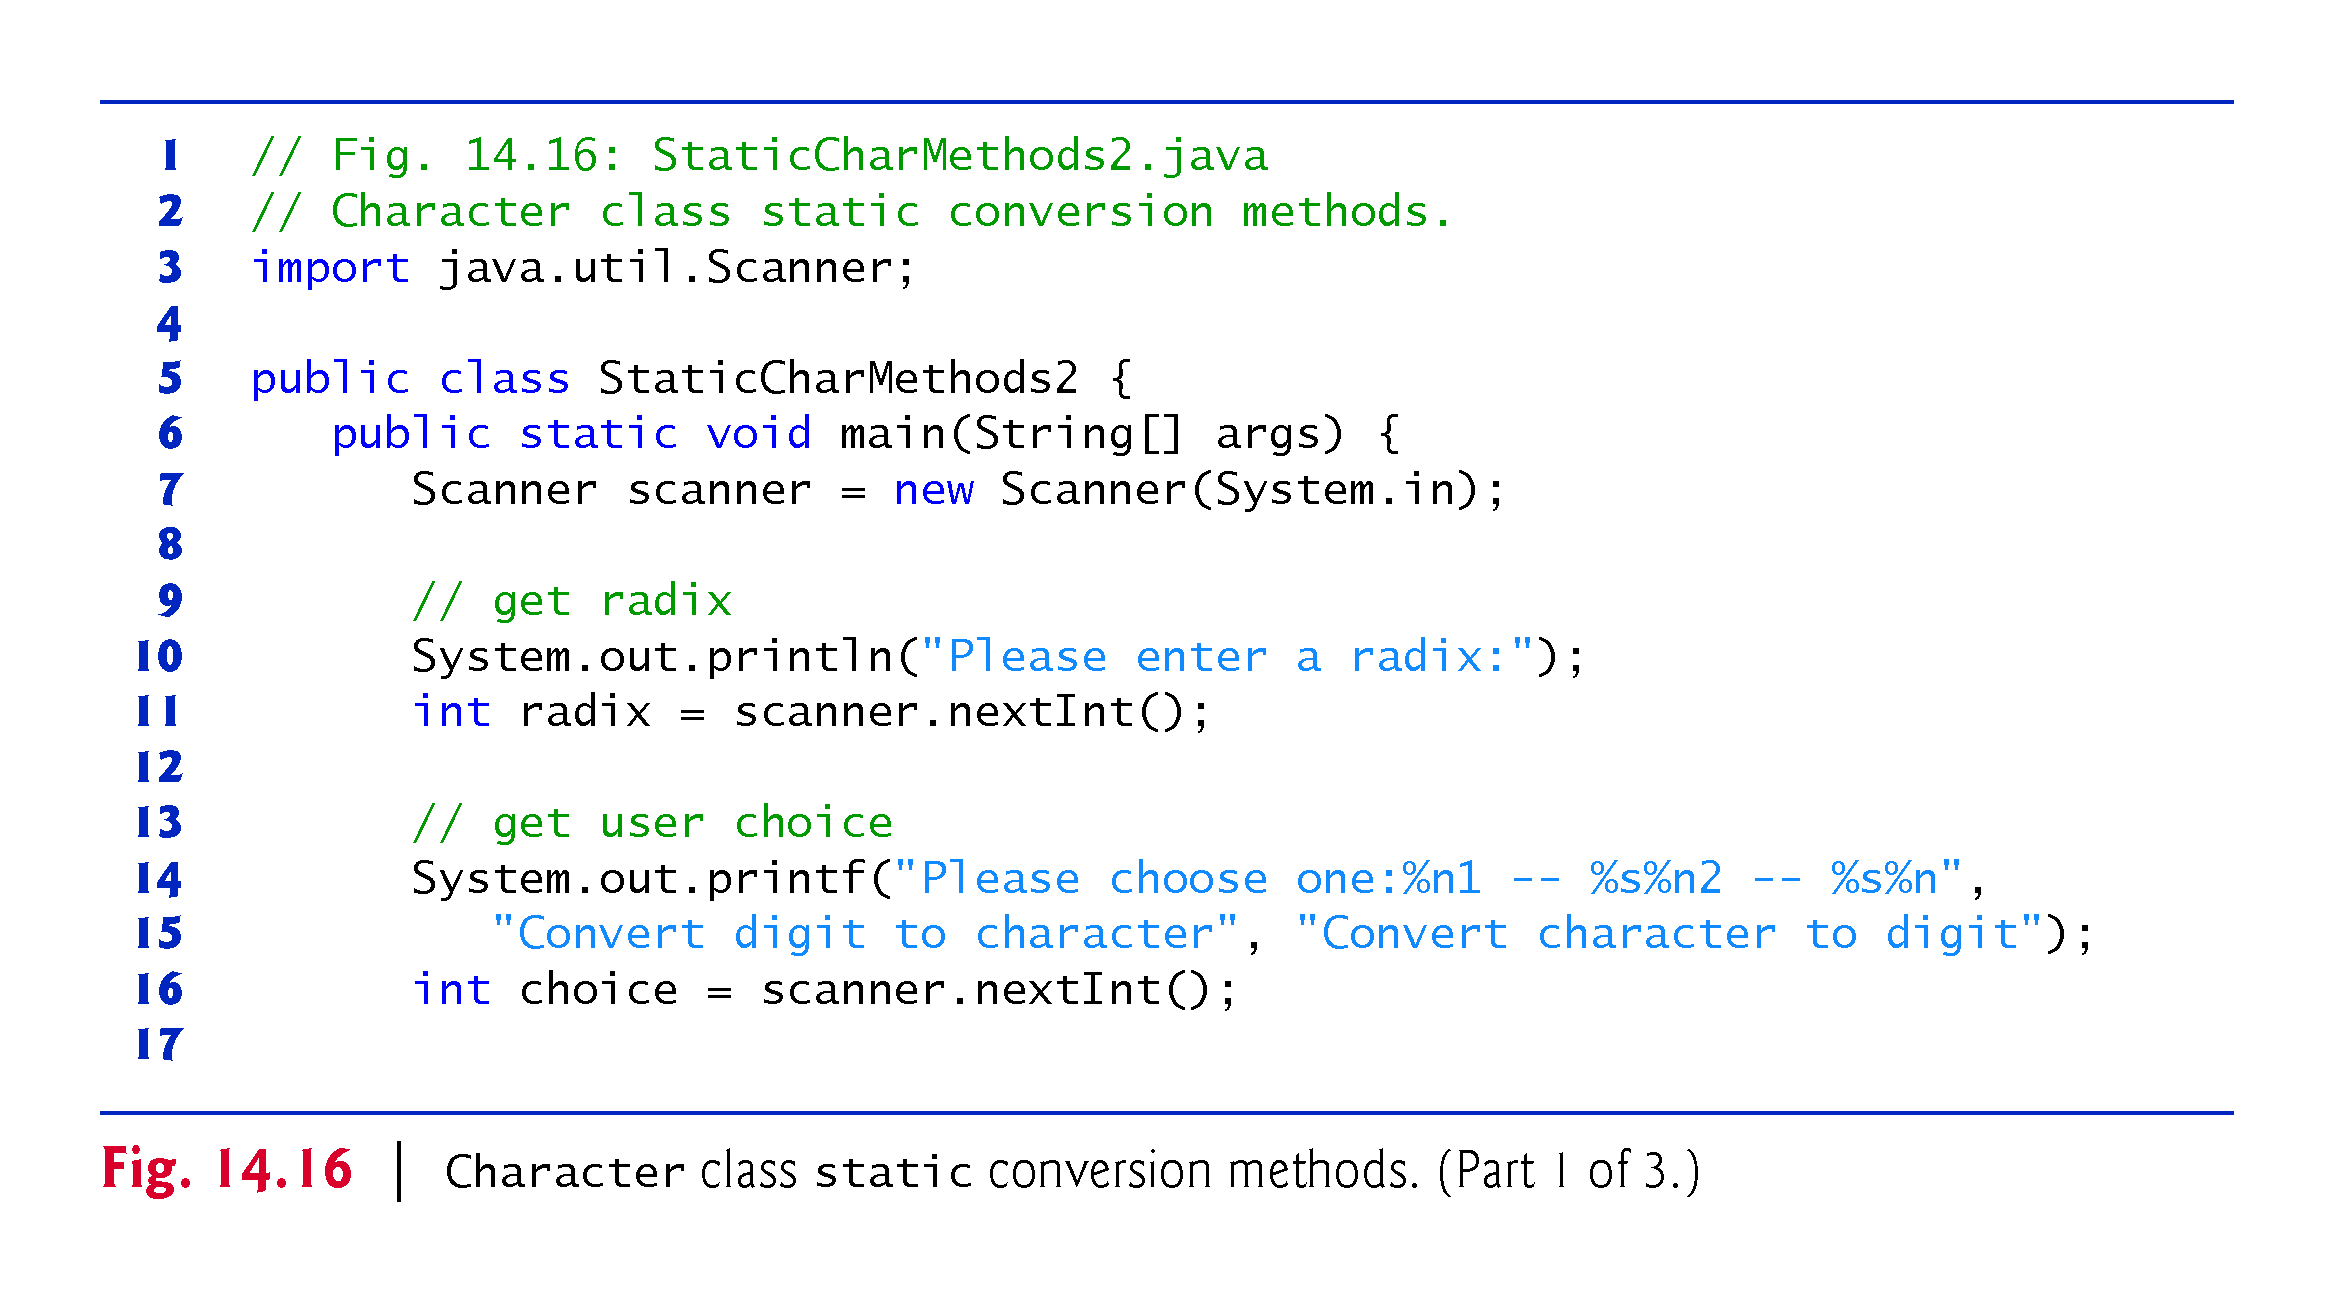 1 // Fig. 14.16: StaticCharMethods2.java
2 // Character class static conversion methods.
3 import java.util.Scanner;
4
5 public class StaticCharMethods2 {
6 public static void main(String[] args) {
7 Scanner scanner = new Scanner(System.in);
8
9 // get radix
10 System.out.println("Please enter a radix:");
11 int radix = scanner.nextInt();
12
13 // get user choice
14 System.out.printf("Please choose one:%n1 -- %s%n2 -- %s%n",
15 "Convert digit to character", "Convert character to digit");
16 int choice = scanner.nextInt();
17
Fig. 14.16 | Character class static conversion methods. (Part 1 of 3.)